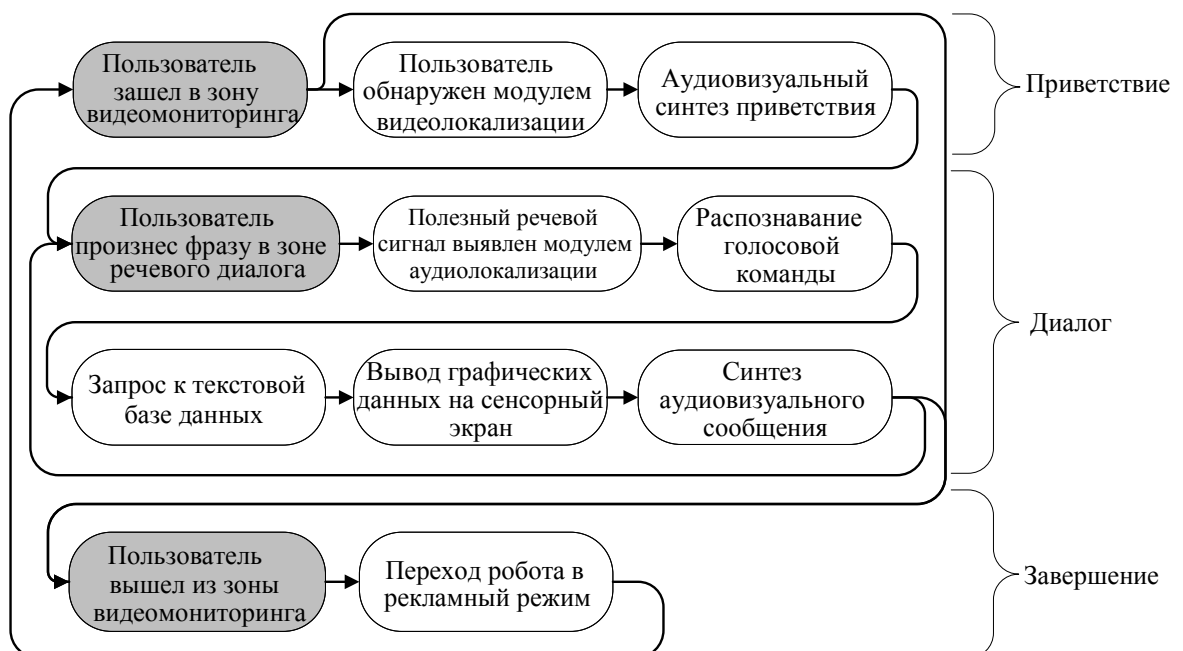 Пользователь
зашел в зону
видеомониторинга
Пользователь
обнаружен модулем
видеолокализации
Аудиовизуальный
синтез приветствия
Приветствие
Пользователь
произнес фразу в зоне
речевого диалога
Полезный речевой
сигнал выявлен модулем
аудиолокализации
Распознавание
голосовой
команды
Диалог
Запрос к текстовой
базе данных
Вывод графических
данных на сенсорный
экран
Синтез
аудиовизуального
сообщения
Пользователь
вышел из зоны
видеомониторинга
Переход робота в
рекламный режим
Завершение